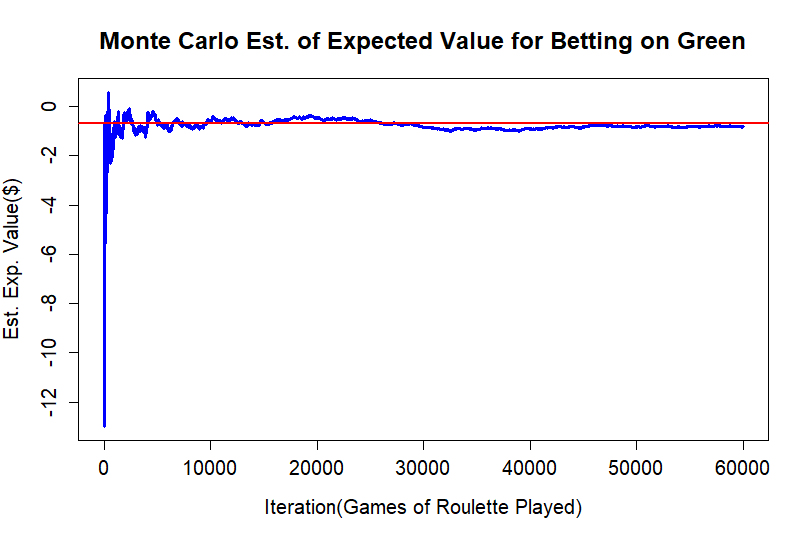 Monte Carlo Est. of Expected Value for Betting on Green
Est. Exp. Value($)
0
-2
-4
-6
-8
-10
-12
0 10000 20000 30000 40000 50000 60000
Iteration(Games of Roulette Played)